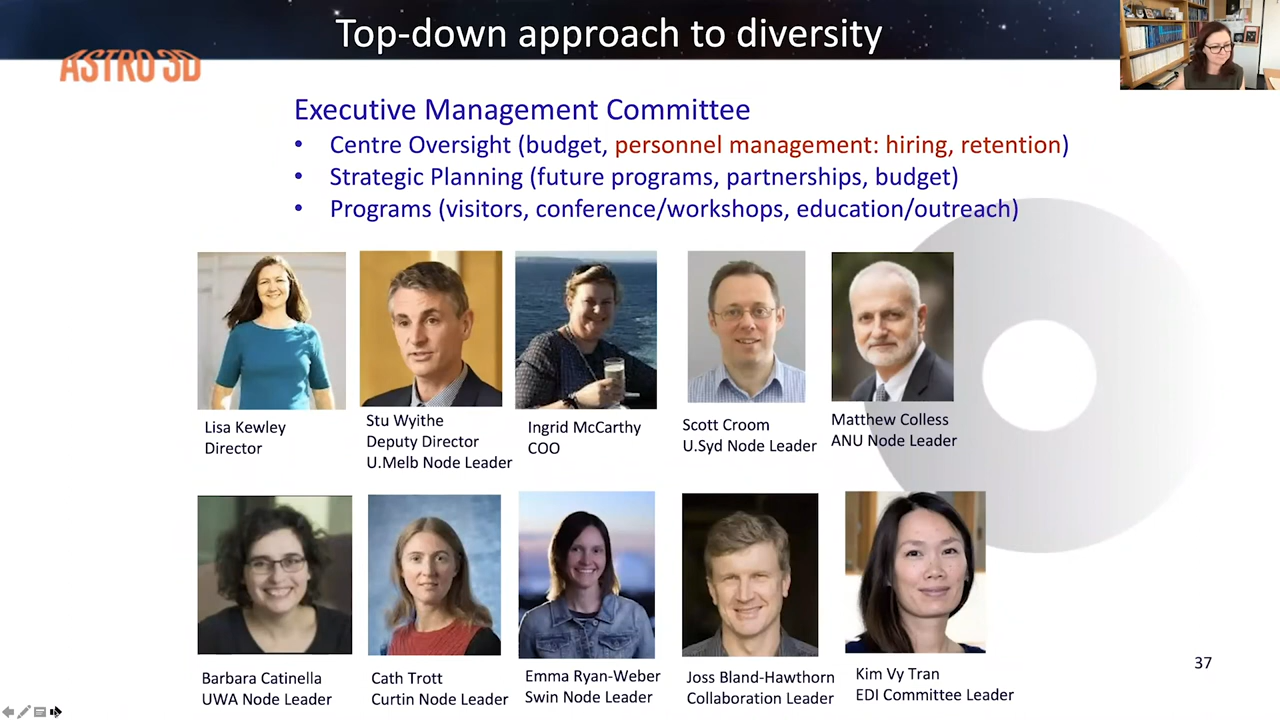 Top-down approach to diversity
ASTRO 3D
Executive Management Committee
• Centre Oversight (budget, personnel management: hiring, retention)
• Strategic Planning (future programs, partnerships, budget)
• Programs (visitors, conference/workshops, education/outreach)
Lisa Kewley
Director
Stu Wyithe
Deputy Director
U.Melb Node Leader
Ingrid McCarthy
COO
Scott Croom
U.Syd Node Leader
Matthew Colless
ANU Node Leader
Barbara Catinella
UWA Node Leader
Cath Trott
Curtin Node Leader
Emma Ryan-Weber
Swin Node Leader
Joss Bland-Hawthorn
Collaboration Leader
Kim Vy Tran
EDI Committee Leader
37